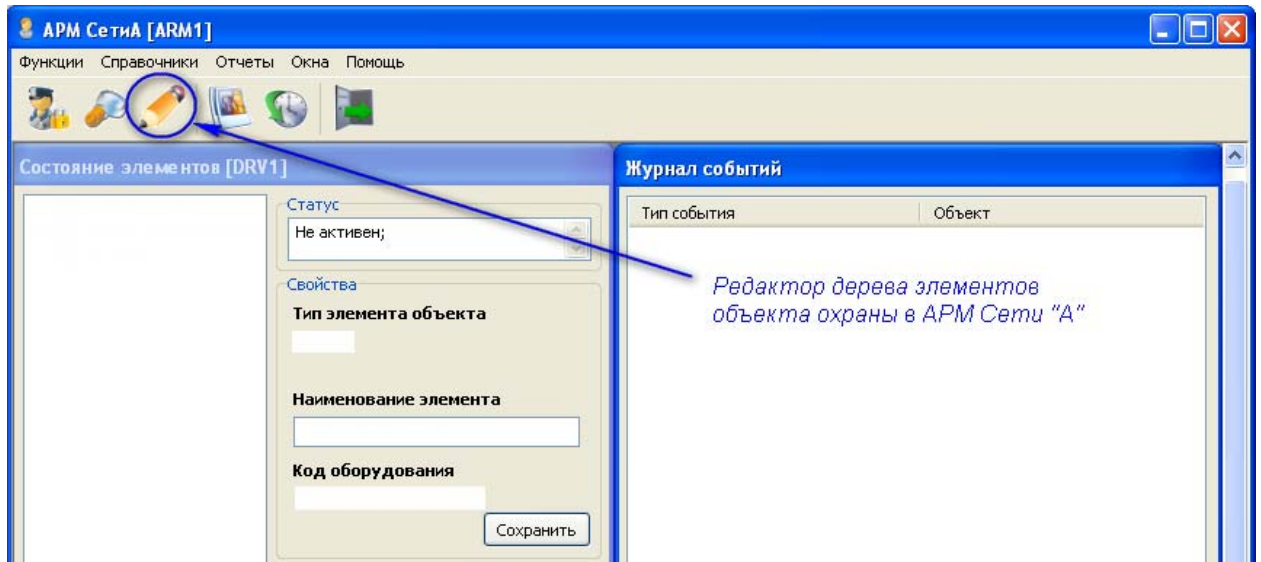 АРМ СетиА [ARM1]
Функции Справочники Отчеты Окна Помощь
Состояние элементов [DRV1]
Статус
Не активен;
Свойства
Тип элемента объекта
Наименование элемента
Код оборудования
Сохранить
Журнал событий
Тип события Объект
Редактор дерева элементов
объекта охраны в АРМ Сети "А"